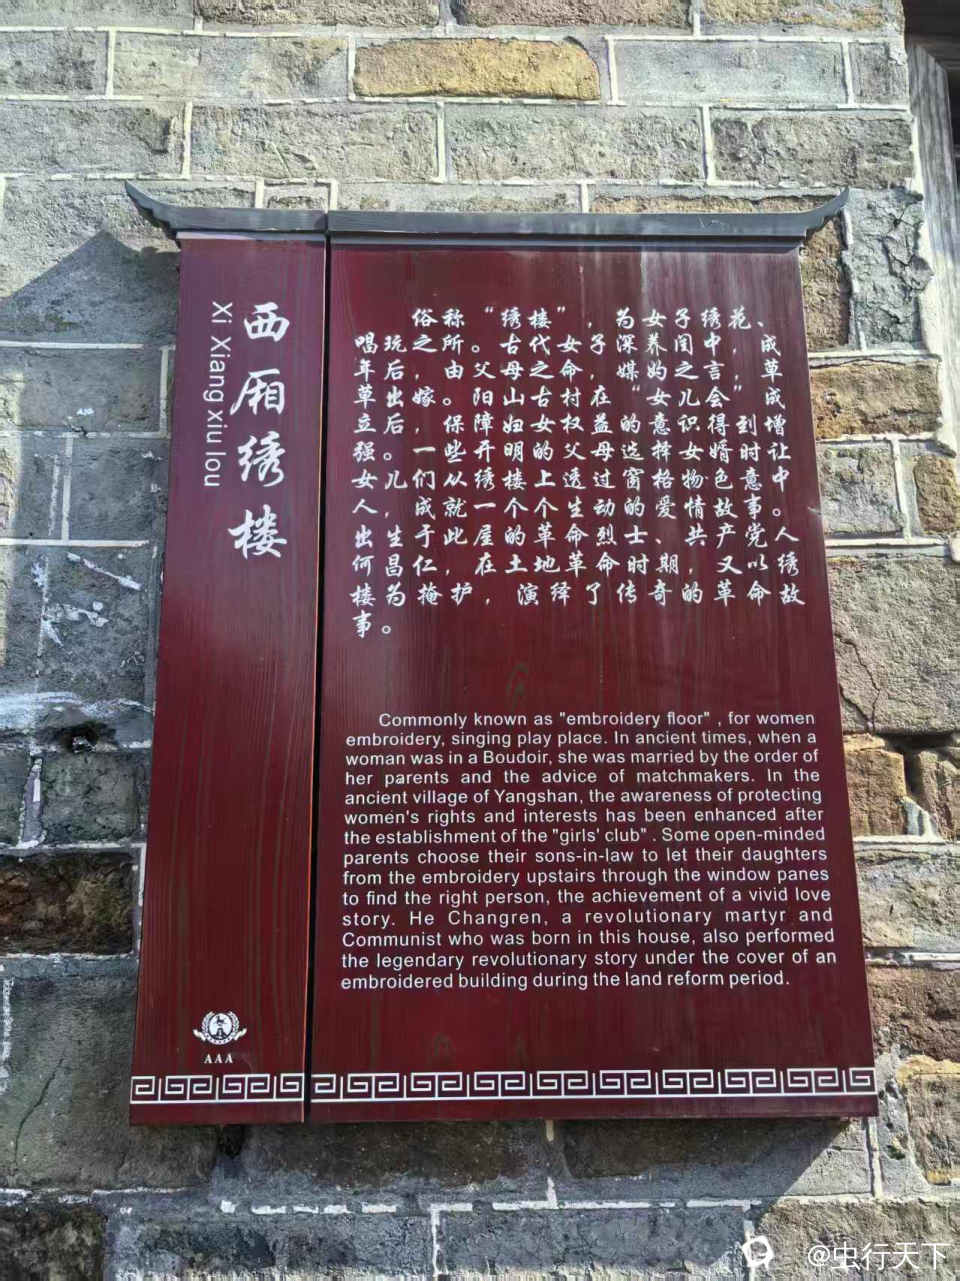 西厢绣楼
Xi Xiang xiu lou
俗称“绣楼”，为女子绣花、
唱玩之所。古代女子深养闺中，成
年后，由父母之命，媒妁之言，草
草出嫁。阳山古村在“女儿会”成
立后，保障妇女权益的意识得到增
强。一些开明的父母选择女婿时让
女儿们从绣楼上透过窗格物色意中
人，成就一个个生动的爱情故事。
出生于此屋的革命烈士、共产党人
何昌仁，在土地革命时期，又以绣
楼为掩护，演绎了传奇的革命故
事。
Commonly known as "embroidery floor" , for women
embroidery, singing play place. In ancient times, when a
woman was in a Boudoir, she was married by the order of
her parents and the advice of matchmakers. In the
ancient village of Yangshan, the awareness of protecting
women's rights and interests has been enhanced after
the establishment of the "girls' club" . Some open-minded
parents choose their sons-in-law to let their daughters
from the embroidery upstairs through the window panes
to find the right person, the achievement of a vivid love
story. He Changren, a revolutionary martyr and
Communist who was born in this house, also performed
the legendary revolutionary story under the cover of an
embroidered building during the land reform period.
AAA
@虫行天下